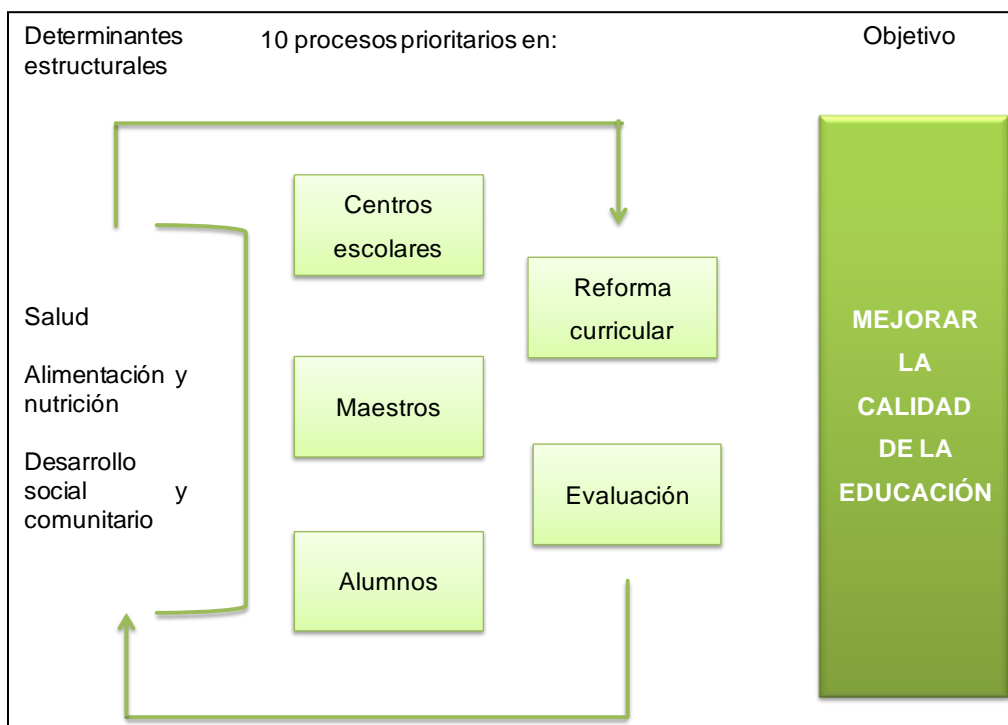 Determinantes
estructurales
10 procesos prioritarios en:
Objetivo
Salud
Alimentación y
nutrición
Desarrollo
social y
comunitario
Centros
escolares
Maestros
Alumnos
Reforma
curricular
Evaluación
MEJORAR
LA
CALIDAD
DE LA
EDUCACIÓN